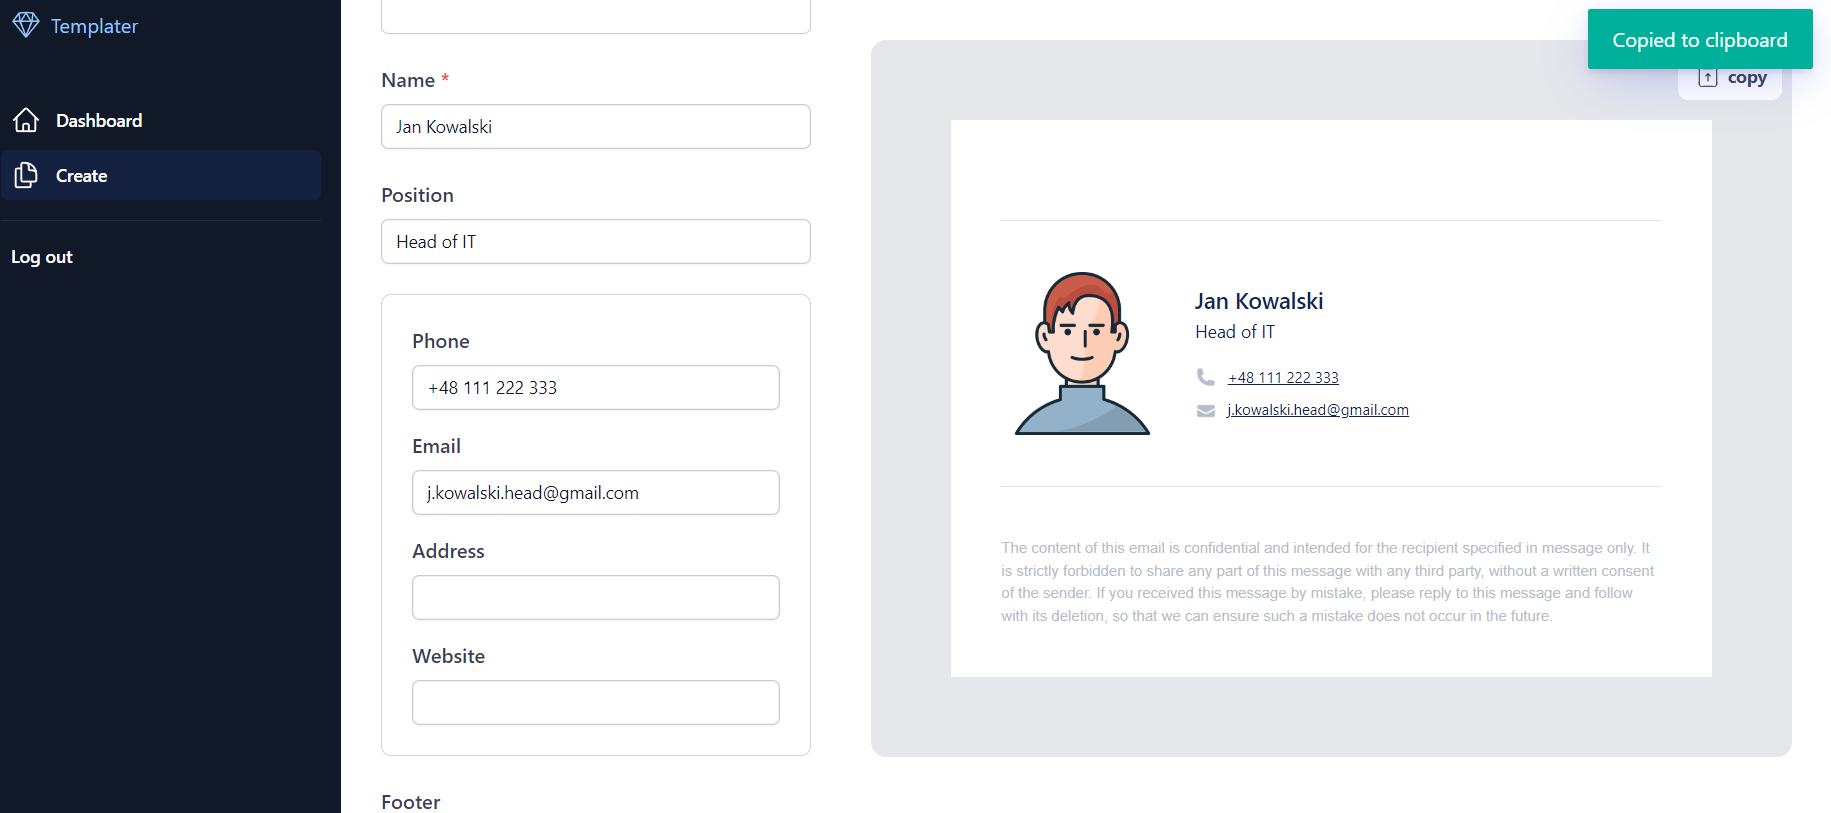 Templater
Dashboard
Create
Log out
Name *
Jan Kowalski
Position
Head of IT
Phone
+48 111 222 333
Email
j.kowalski.head@gmail.com
Address
Website
Footer
Copied to clipboard
copy
Jan Kowalski
Head of IT
+48 111 222 333
j.kowalski.head@gmail.com
The content of this email is confidential and intended for the recipient specified in message only. It
is strictly forbidden to share any part of this message with any third party, without a written consent
of the sender. If you received this message by mistake, please reply to this message and follow
with its deletion, so that we can ensure such a mistake does not occur in the future.